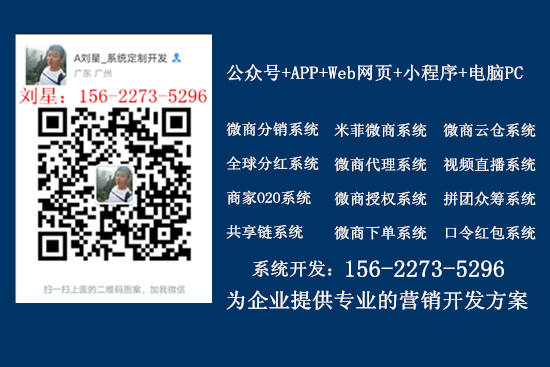 A刘星_系统定制开发
广东 广州
刘星：156-2273-5296
扫一扫上面的二维码图案，加我微信
公众号+APP+Web网页+小程序+电脑PC
微商分销系统 米菲微商系统 微商云仓系统
全球分红系统 微商代理系统 视频直播系统
商家O2O系统 微商授权系统 拼团众筹系统
共享链系统 微商下单系统 口令红包系统
系统开发：156-2273-5296
为企业提供专业的营销开发方案